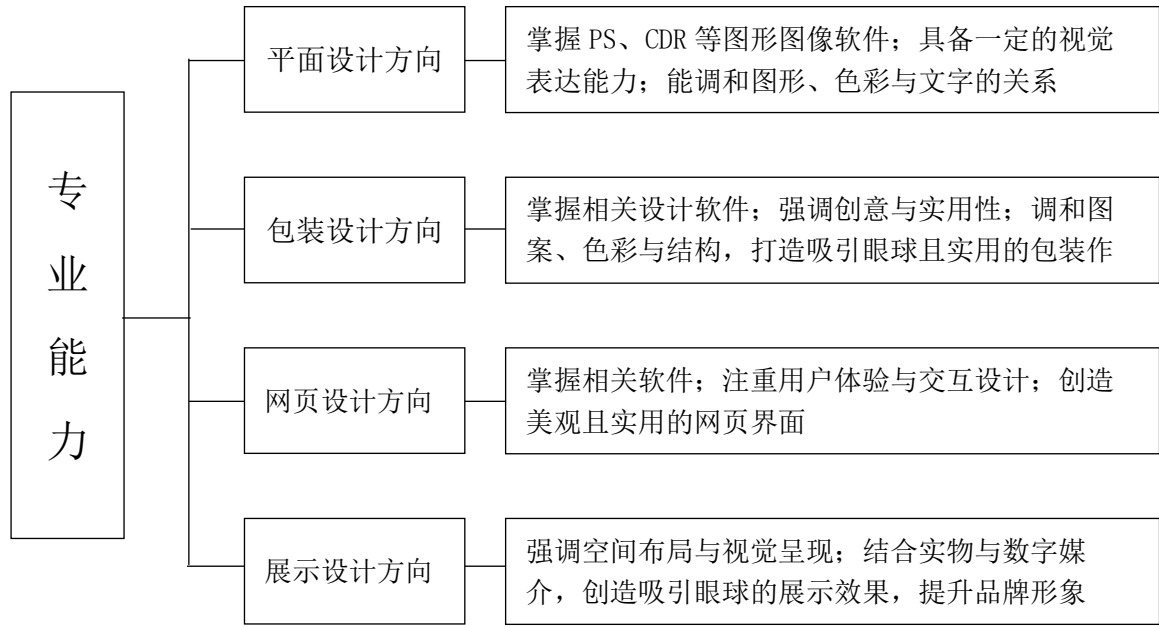 专
业
能
力
平面设计方向
掌握 PS、CDR 等图形图像软件；具备一定的视觉
表达能力；能调和图形、色彩与文字的关系
包装设计方向
掌握相关设计软件；强调创意与实用性；调和图
案、色彩与结构，打造吸引眼球且实用的包装作
网页设计方向
掌握相关软件；注重用户体验与交互设计；创造
美观且实用的网页界面
展示设计方向
强调空间布局与视觉呈现；结合实物与数字媒
介，创造吸引眼球的展示效果，提升品牌形象